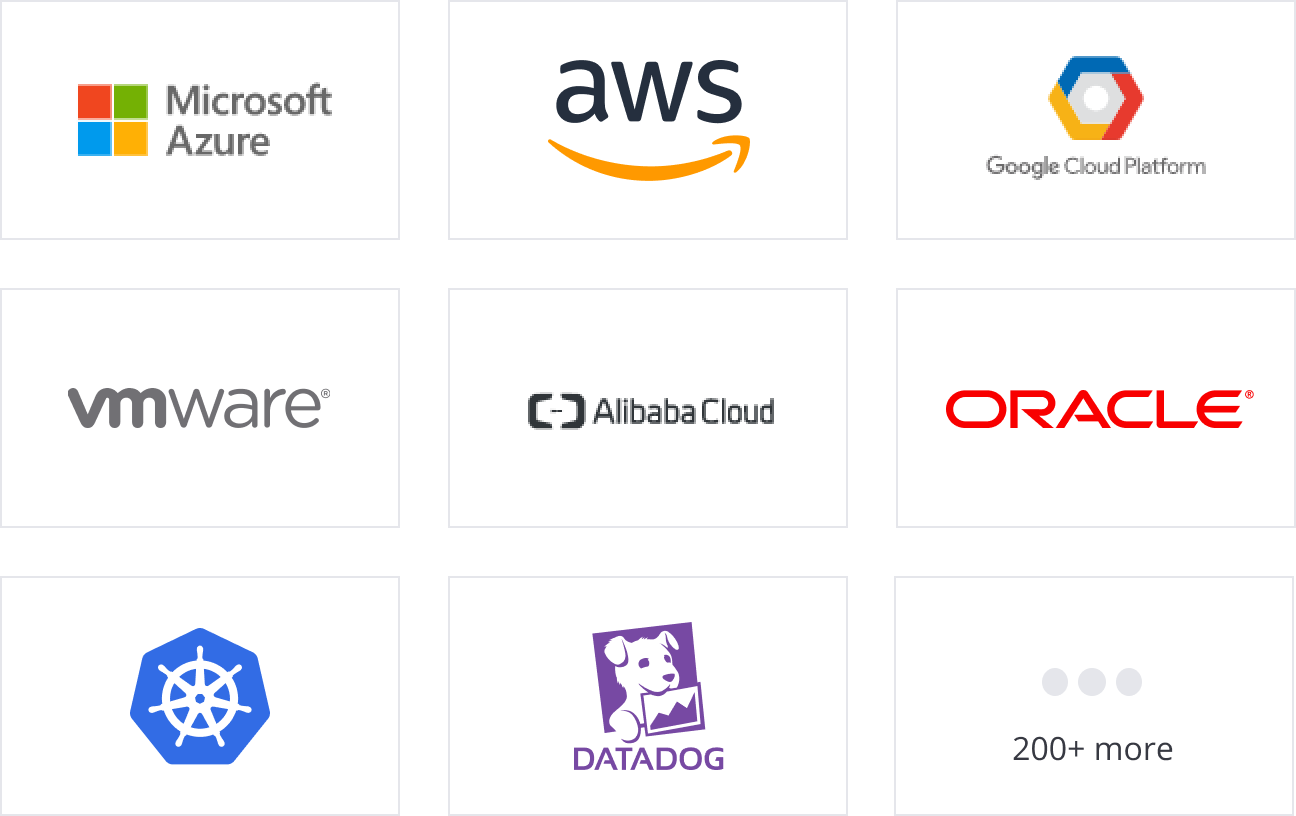 Microsoft
Azure
aws
Google Cloud Platform
vmware®
Alibaba Cloud
ORACLE®
DATADOG
200+ more